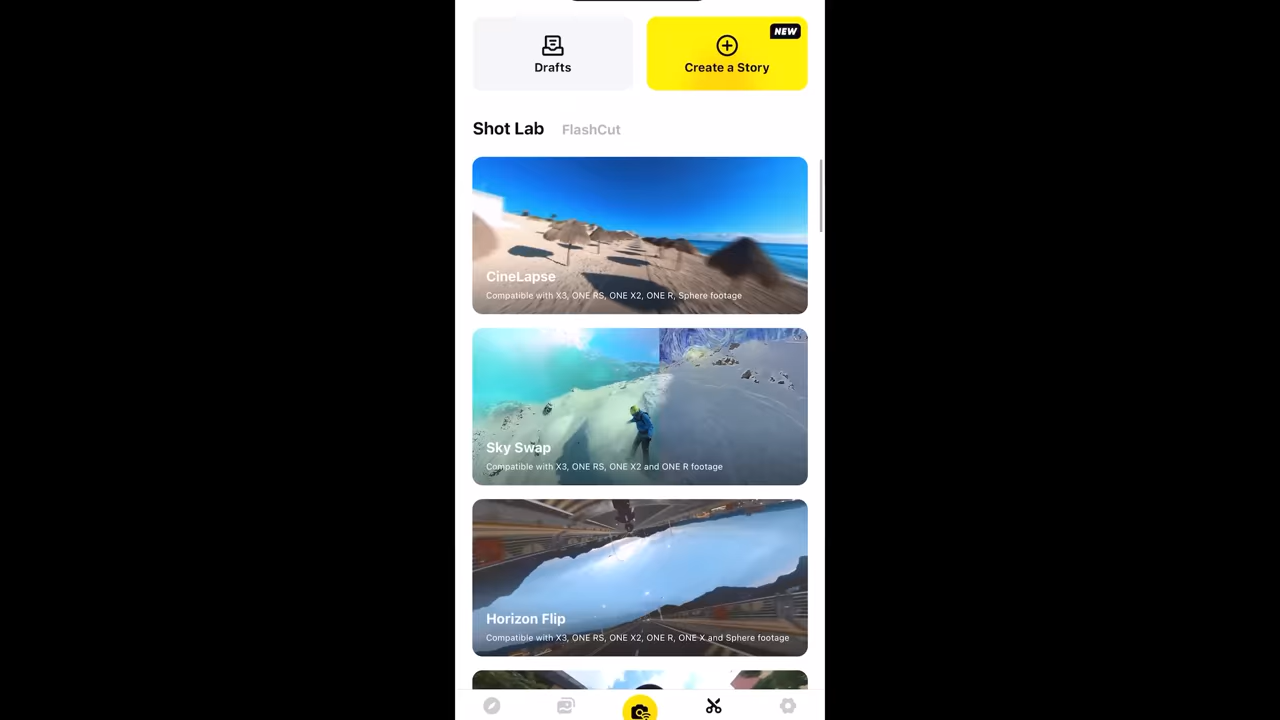 NEW
Drafts
Create a Story
Shot Lab
FlashCut
CineLapse
Compatible with X3, ONE RS, ONE X2, ONE R, Sphere footage
Sky Swap
Compatible with X3, ONE RS, ONE X2 and ONE R footage
Horizon Flip
Compatible with X3, ONE RS, ONE X2, ONE R, ONE X and Sphere footage